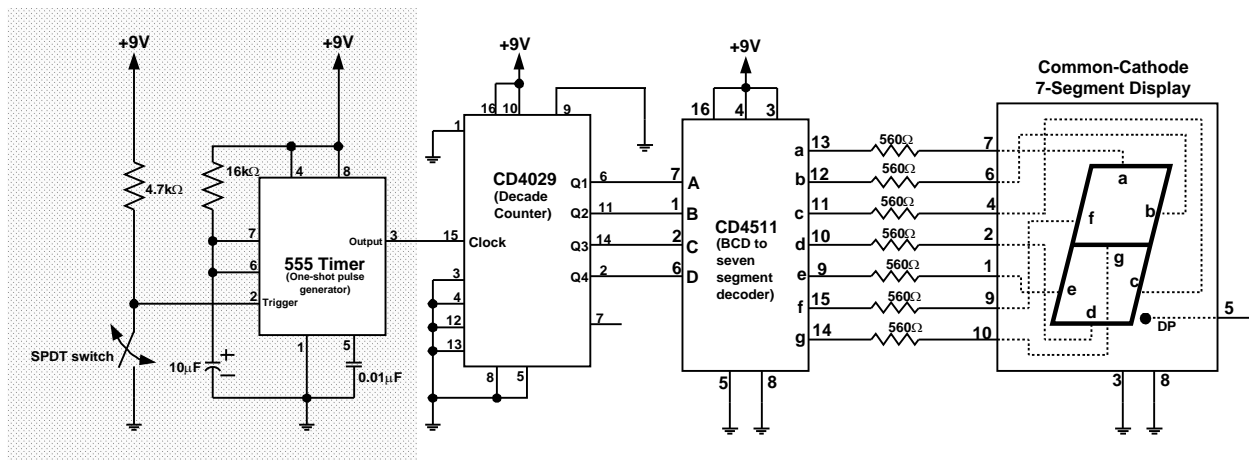 +9V
+9V
4.7kΩ
16kΩ
4
8
7
6
2
Trigger
Output
3
555 Timer
(One-shot pulse
generator)
1
5
SPDT switch
10μF
+
−
0.01μF
+9V
16
10
9
1
CD4029
(Decade
Counter)
15
Clock
Q1
6
Q2
11
Q3
14
Q4
2
3
4
12
13
7
8
5
+9V
16
4
3
7
A
1
B
2
C
6
D
CD4511
(BCD to
seven
segment
decoder)
a
13
560Ω
7
b
12
560Ω
6
c
11
560Ω
4
d
10
560Ω
2
e
9
560Ω
1
f
15
560Ω
9
g
14
560Ω
10
5
8
Common-Cathode
7-Segment Display
a
f
b
g
e
c
d
DP
5
3
8